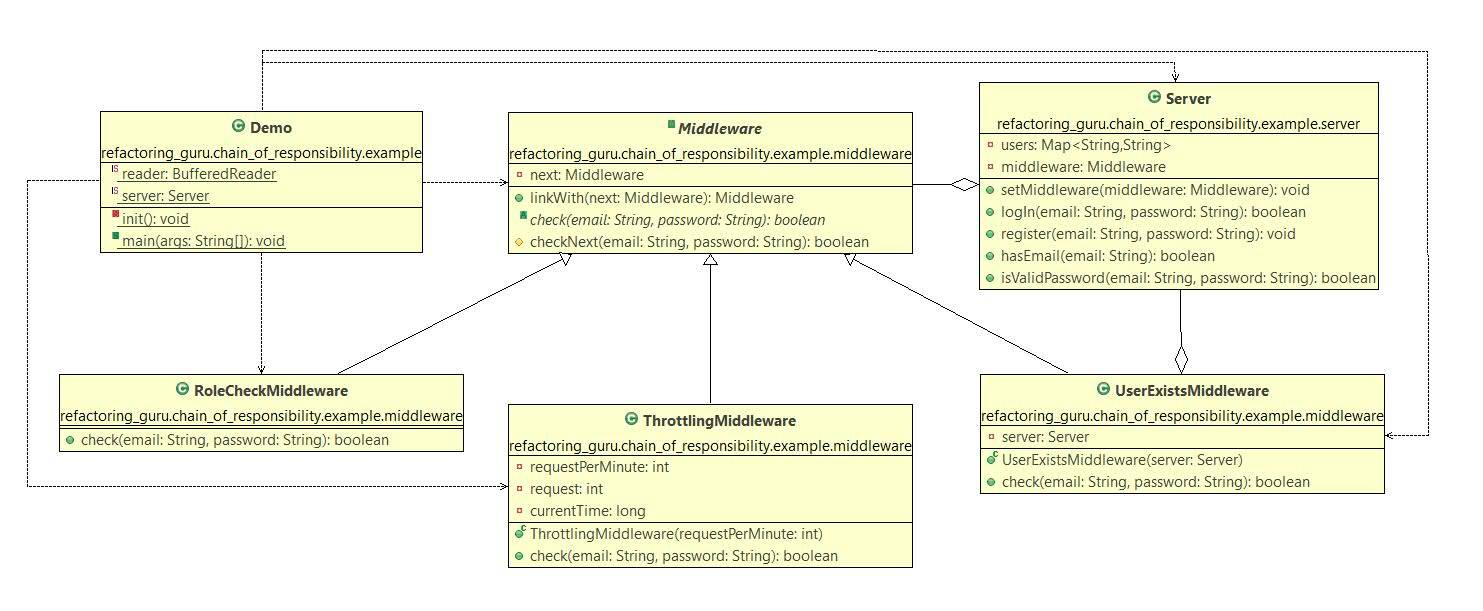 Demo
refactoring_guru.chain_of_responsibility.example
reader: BufferedReader
server: Server
init(): void
main(args: String[]): void
Middleware
refactoring_guru.chain_of_responsibility.example.middleware
next: Middleware
linkWith(next: Middleware): Middleware
check(email: String, password: String): boolean
checkNext(email: String, password: String): boolean
Server
refactoring_guru.chain_of_responsibility.example.server
users: Map<String,String>
middleware: Middleware
setMiddleware(middleware: Middleware): void
logIn(email: String, password: String): boolean
register(email: String, password: String): void
hasEmail(email: String): boolean
isValidPassword(email: String, password: String): boolean
RoleCheckMiddleware
refactoring_guru.chain_of_responsibility.example.middleware
check(email: String, password: String): boolean
ThrottlingMiddleware
refactoring_guru.chain_of_responsibility.example.middleware
requestPerMinute: int
request: int
currentTime: long
ThrottlingMiddleware(requestPerMinute: int)
check(email: String, password: String): boolean
UserExistsMiddleware
refactoring_guru.chain_of_responsibility.example.middleware
server: Server
UserExistsMiddleware(server: Server)
check(email: String, password: String): boolean